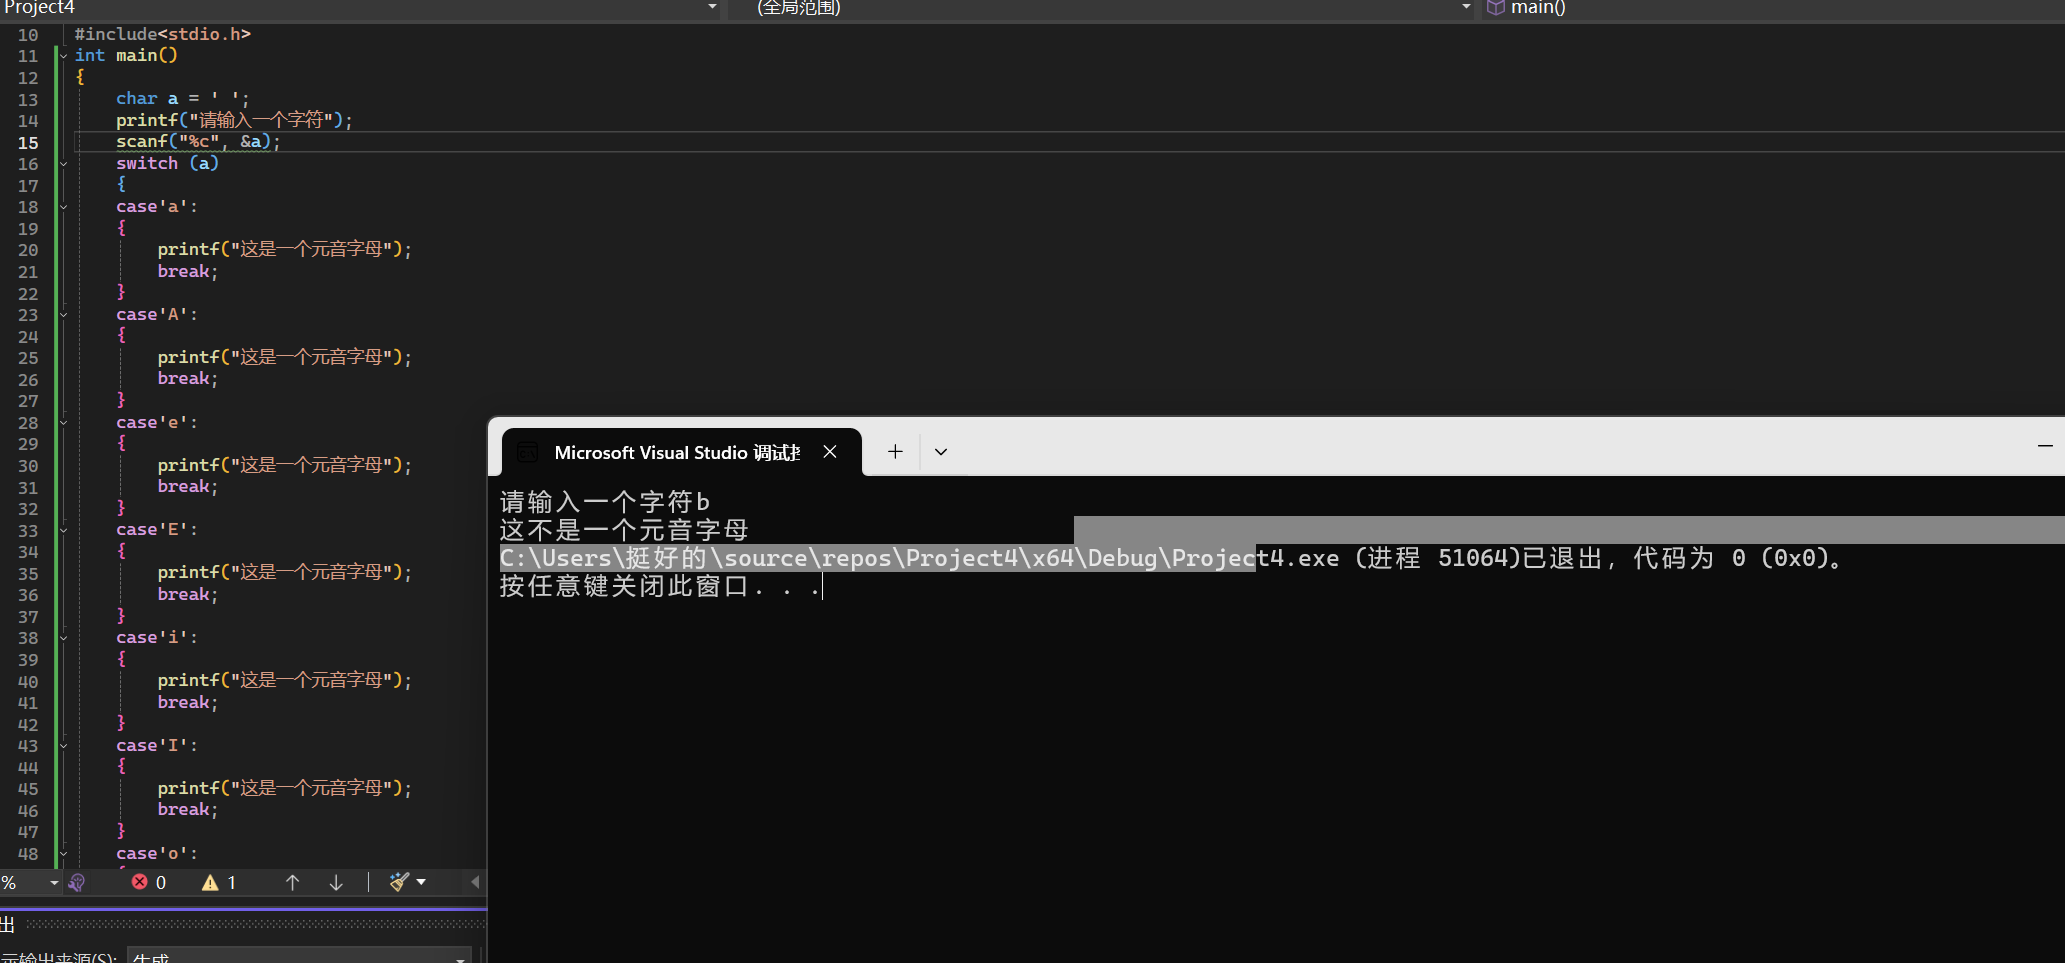 Project4 (全局范围) main()
10 #include<stdio.h>
11 int main()
12 {
13 char a = ' ';
14 printf("请输入一个字符");
15 scanf("%c", &a);
16 switch (a)
17 {
18 case'a':
19 {
20 printf("这是一个元音字母");
21 break;
22 }
23 case'A':
24 {
25 printf("这是一个元音字母");
26 break;
27 }
28 case'e':
29 {
30 printf("这是一个元音字母");
31 break;
32 }
33 case'E':
34 {
35 printf("这是一个元音字母");
36 break;
37 }
38 case'i':
39 {
40 printf("这是一个元音字母");
41 break;
42 }
43 case'I':
44 {
45 printf("这是一个元音字母");
46 break;
47 }
48 case'o':
% 0 1
出
示输出来源(S): 生成
Microsoft Visual Studio 调试
请输入一个字符b
这不是一个元音字母
C:\Users\挺好的\source\repos\Project4\x64\Debug\Project4.exe (进程 51064)已退出，代码为 0 (0x0)。
按任意键关闭此窗口. . .